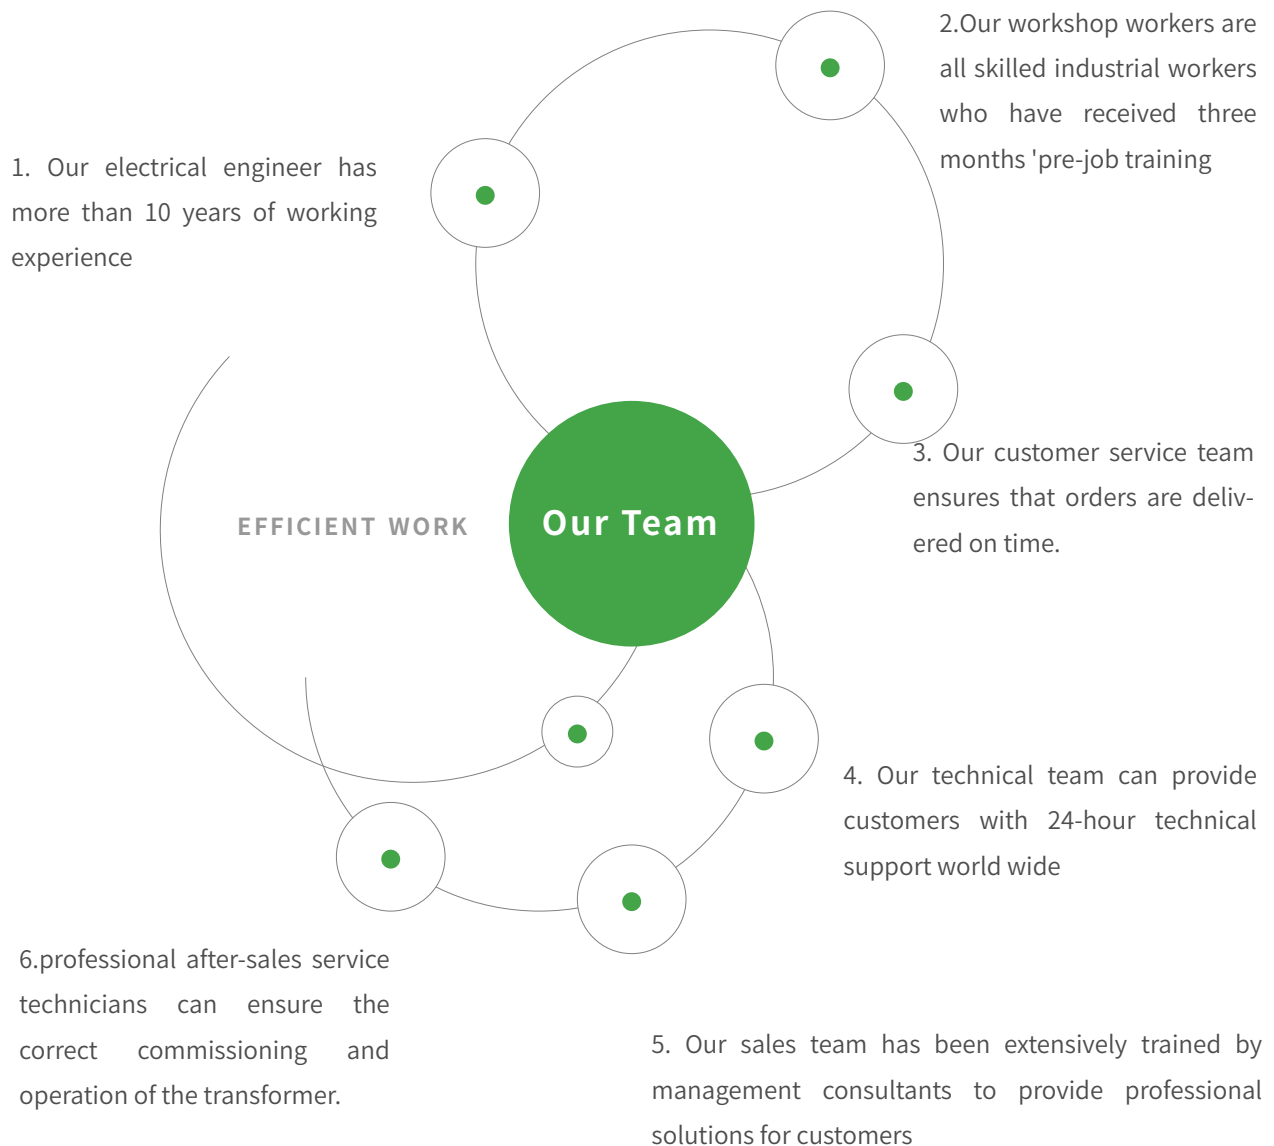 1. Our electrical engineer has
more than 10 years of working
experience
2.Our workshop workers are
all skilled industrial workers
who have received three
months 'pre-job training
3. Our customer service team
ensures that orders are deliv-
ered on time.
EFFICIENT WORK
Our Team
4. Our technical team can provide
customers with 24-hour technical
support world wide
5. Our sales team has been extensively trained by
management consultants to provide professional
solutions for customers
6.professional after-sales service
technicians can ensure the
correct commissioning and
operation of the transformer.